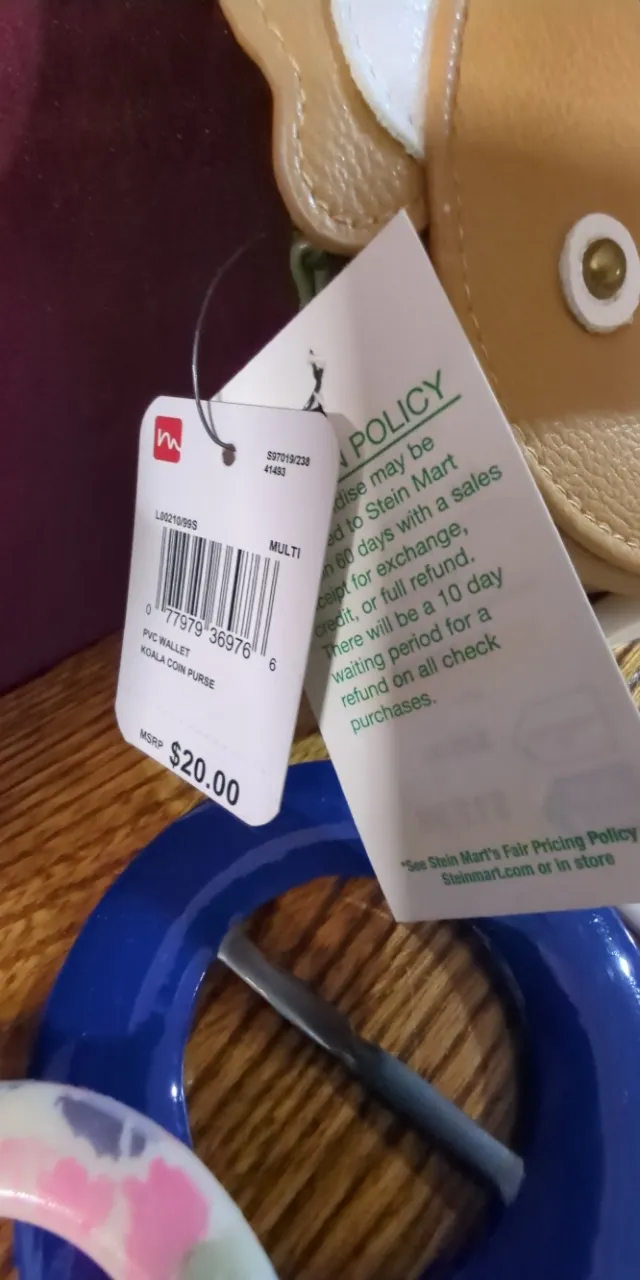 S97019/238
41493
L00210/99S
MULTI
0 77979 36976 6
PVC WALLET
KOALA COIN PURSE
MSRP $20.00
POLICY
may be
to Stein Mart
60 days with a sales
for exchange,
credit, or full refund.
There will be a 10 day
waiting period for a
refund on all check
purchases.
*See Stein Mart's Fair Pricing Policy
Steinmart.com or in store